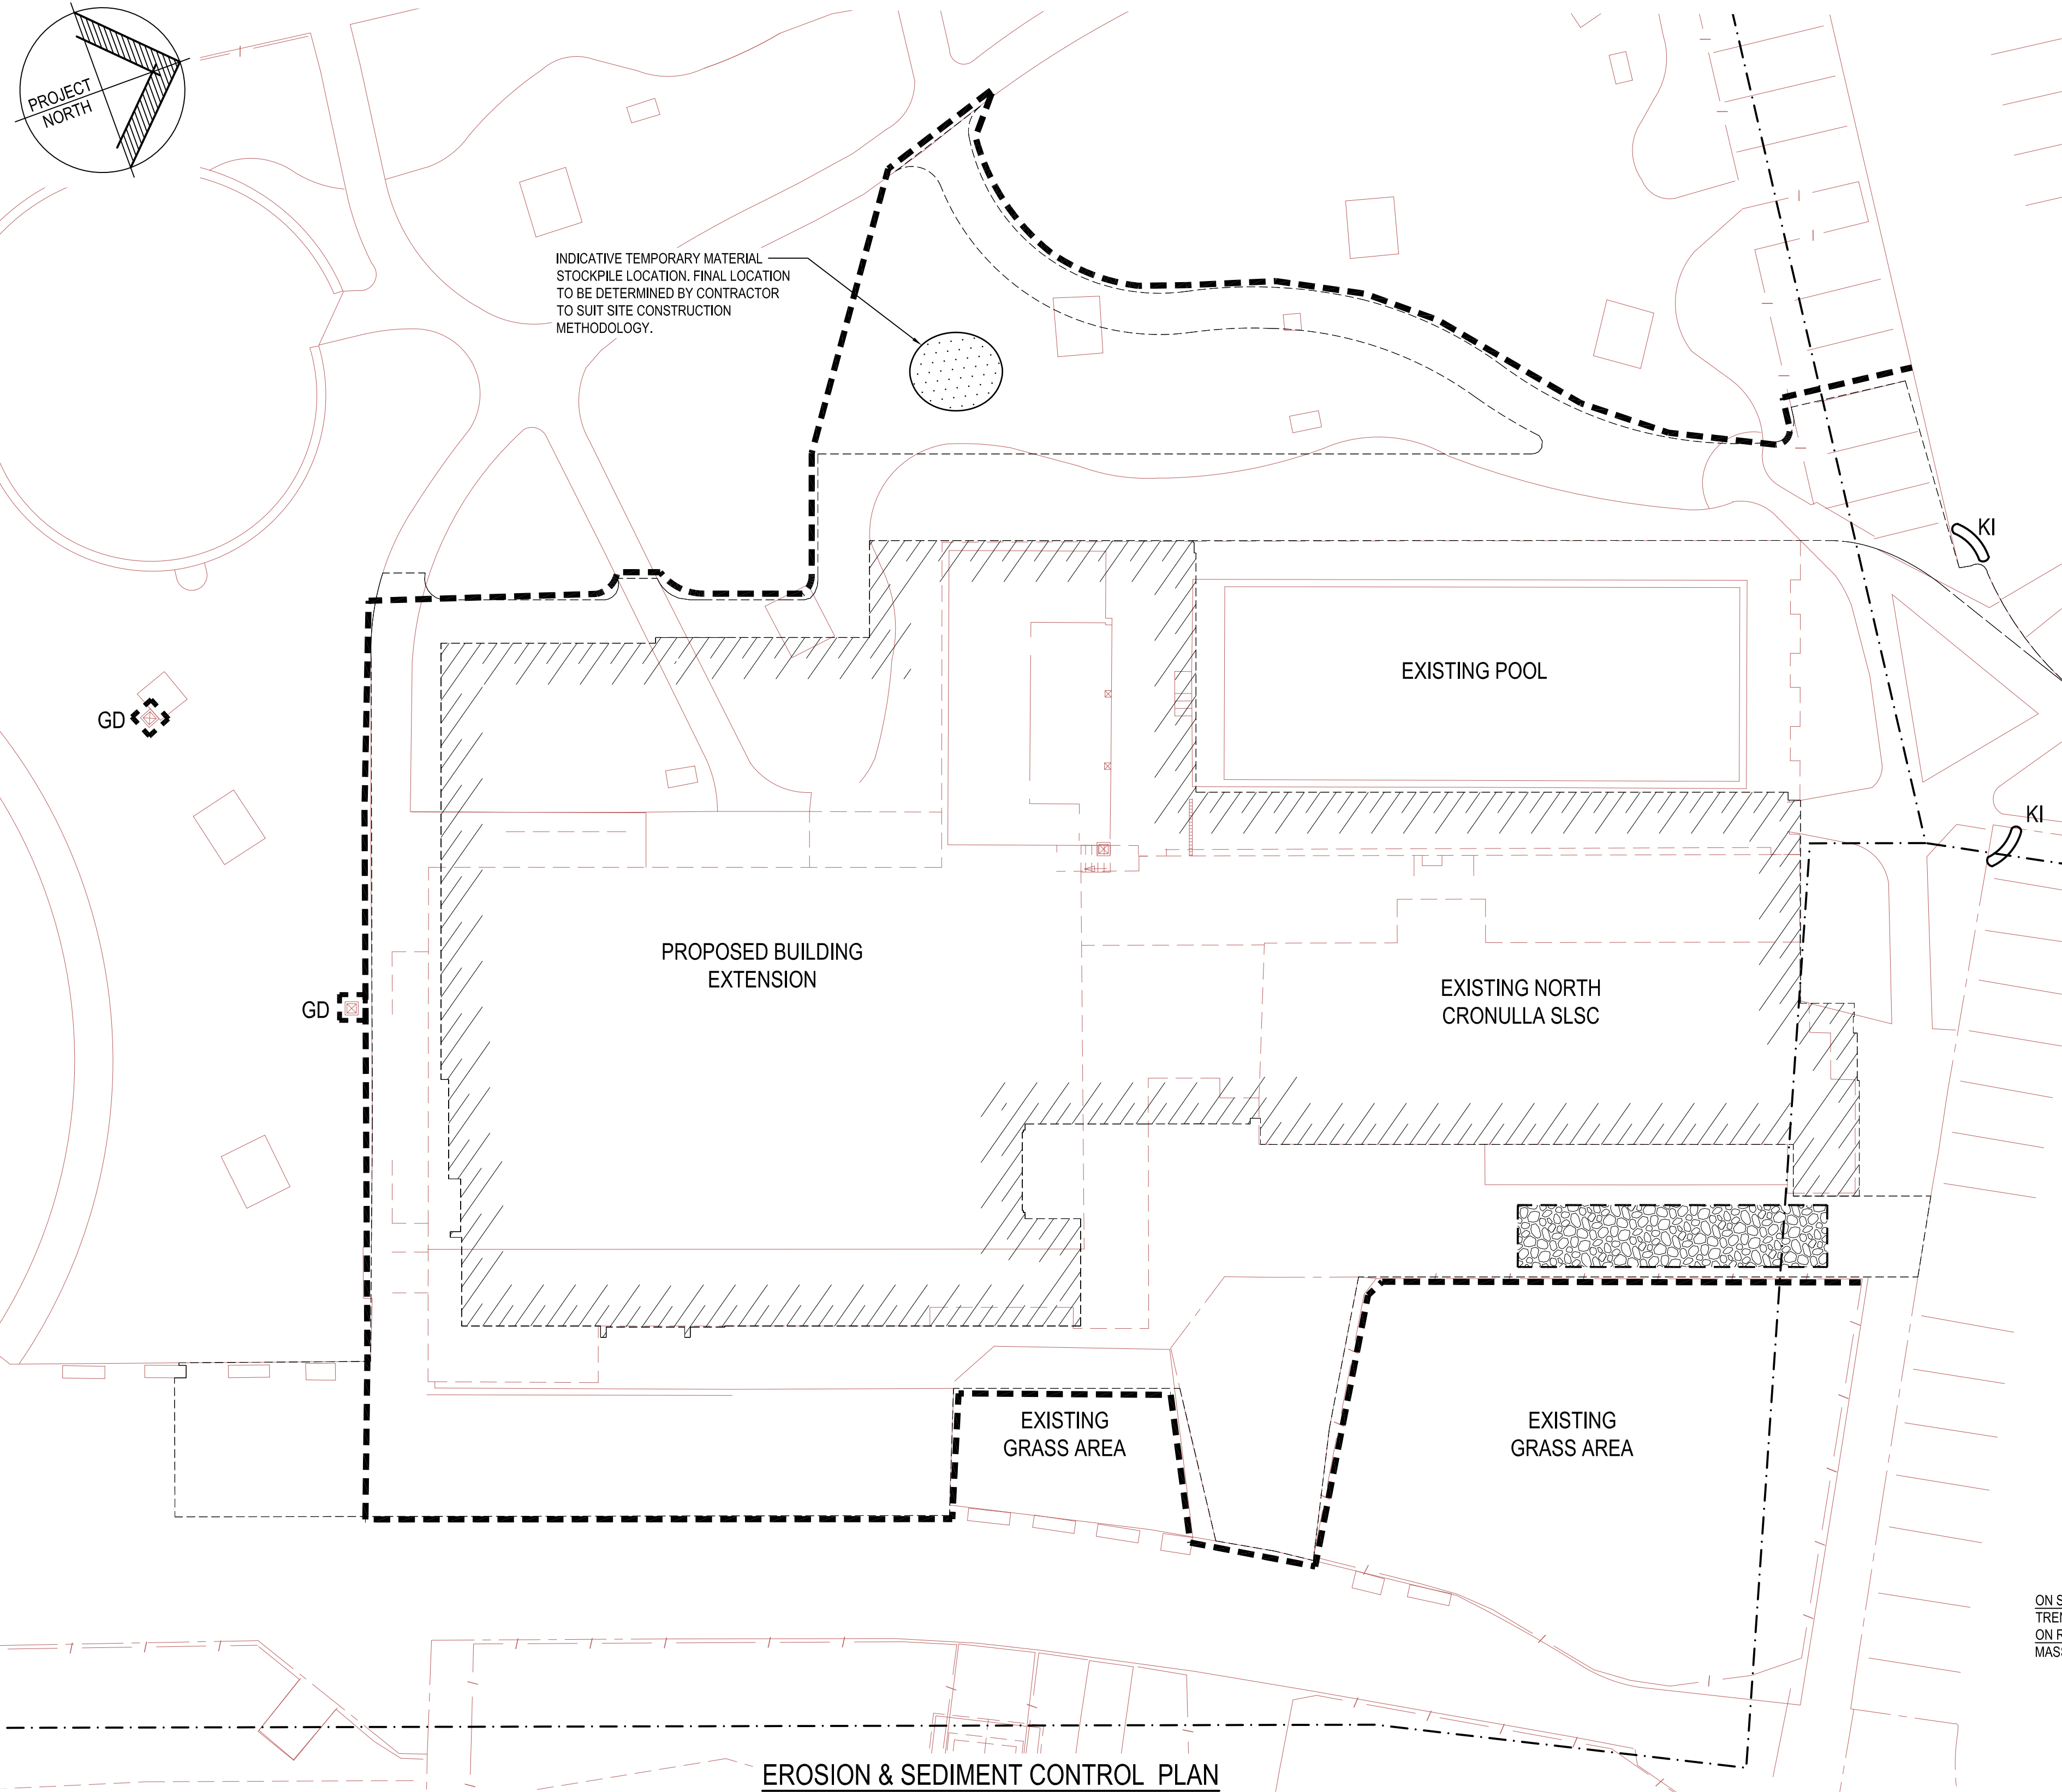 PROJECT
NORTH
INDICATIVE TEMPORARY MATERIAL
STOCKPILE LOCATION. FINAL LOCATION
TO BE DETERMINED BY CONTRACTOR
TO SUIT SITE CONSTRUCTION
METHODOLOGY.
KI
EXISTING POOL
GD
KI
PROPOSED BUILDING
EXTENSION
EXISTING NORTH
CRONULLA SLSC
GD
EXISTING
GRASS AREA
EXISTING
GRASS AREA
ON
ON
EROSION & SEDIMENT CONTROL PLAN